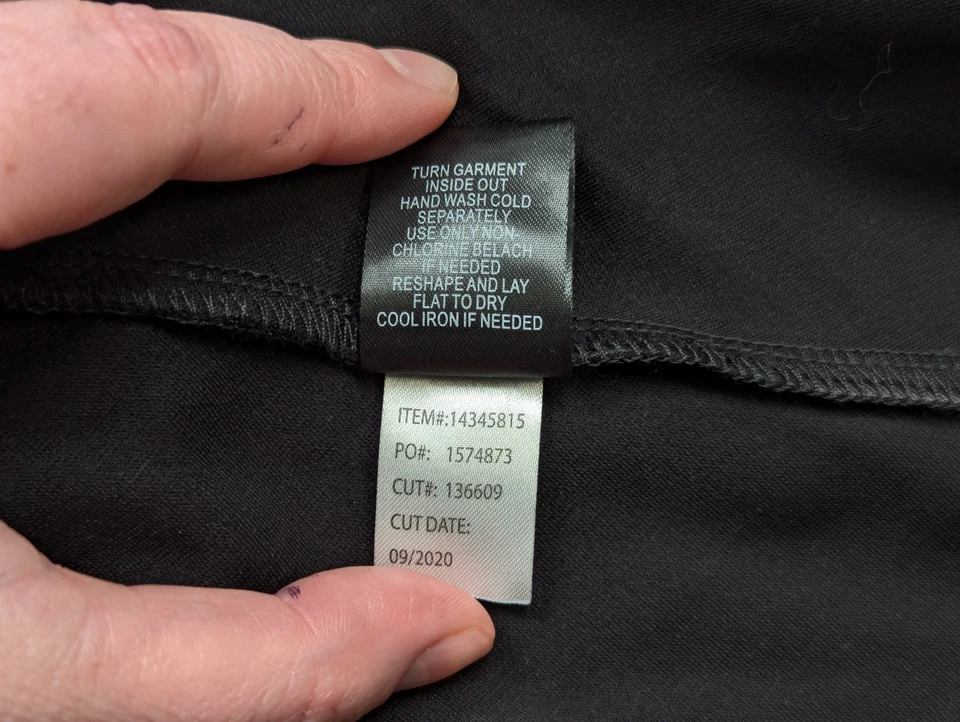 TURN GARMENT
INSIDE OUT
HAND WASH COLD
SEPARATELY
USE ONLY NON-
CHLORINE BELACH
IF NEEDED
RESHAPE AND LAY
FLAT TO DRY
COOL IRON IF NEEDED
ITEM#:14345815
PO#: 1574873
CUT#: 136609
CUT DATE:
09/2020